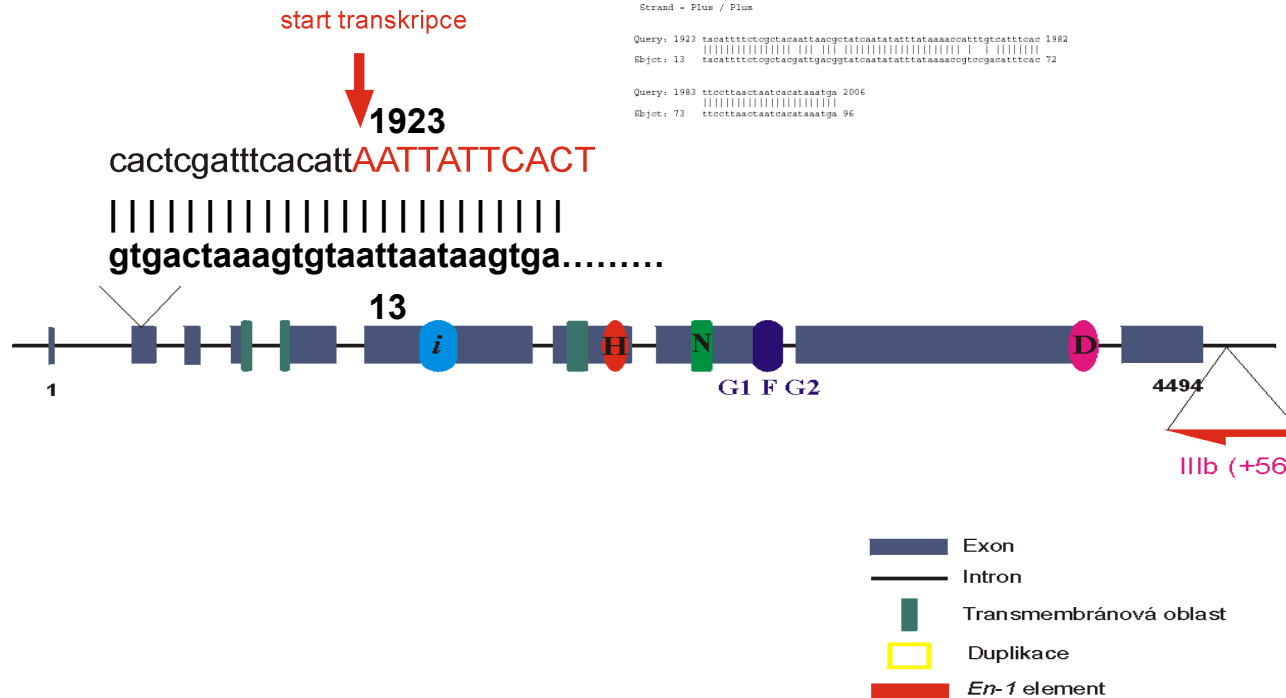 start transkripce
Strand = Plus / Plus
Query: 1923 tacattttctcgctacaattaacgctatcaatatatttataaaaccatttgtcatttcac 1982
||||||||||||||||| ||| ||| ||||||||||||||||||||||| | | ||||||||
Sbjct: 13 tacattttctcgctacgattgacggtatcaatatatttataaaaccgtccgacatttcac 72
Query: 1983 ttccttaactaatcacataaatga 2006
||||||||||||||||||||||||
Sbjct: 73 ttccttaactaatcacataaatga 96
1923
cactcgatttcacattAATTATTCACT
| | | | | | | | | | | | | | | | | | | | | | | |
gtgactaaagtgtaattaataagtga.........
13
i
H
N
D
1
G1 F G2
4494
IIIb (+56
Exon
Intron
Transmembránová oblast
Duplikace
En-1 element